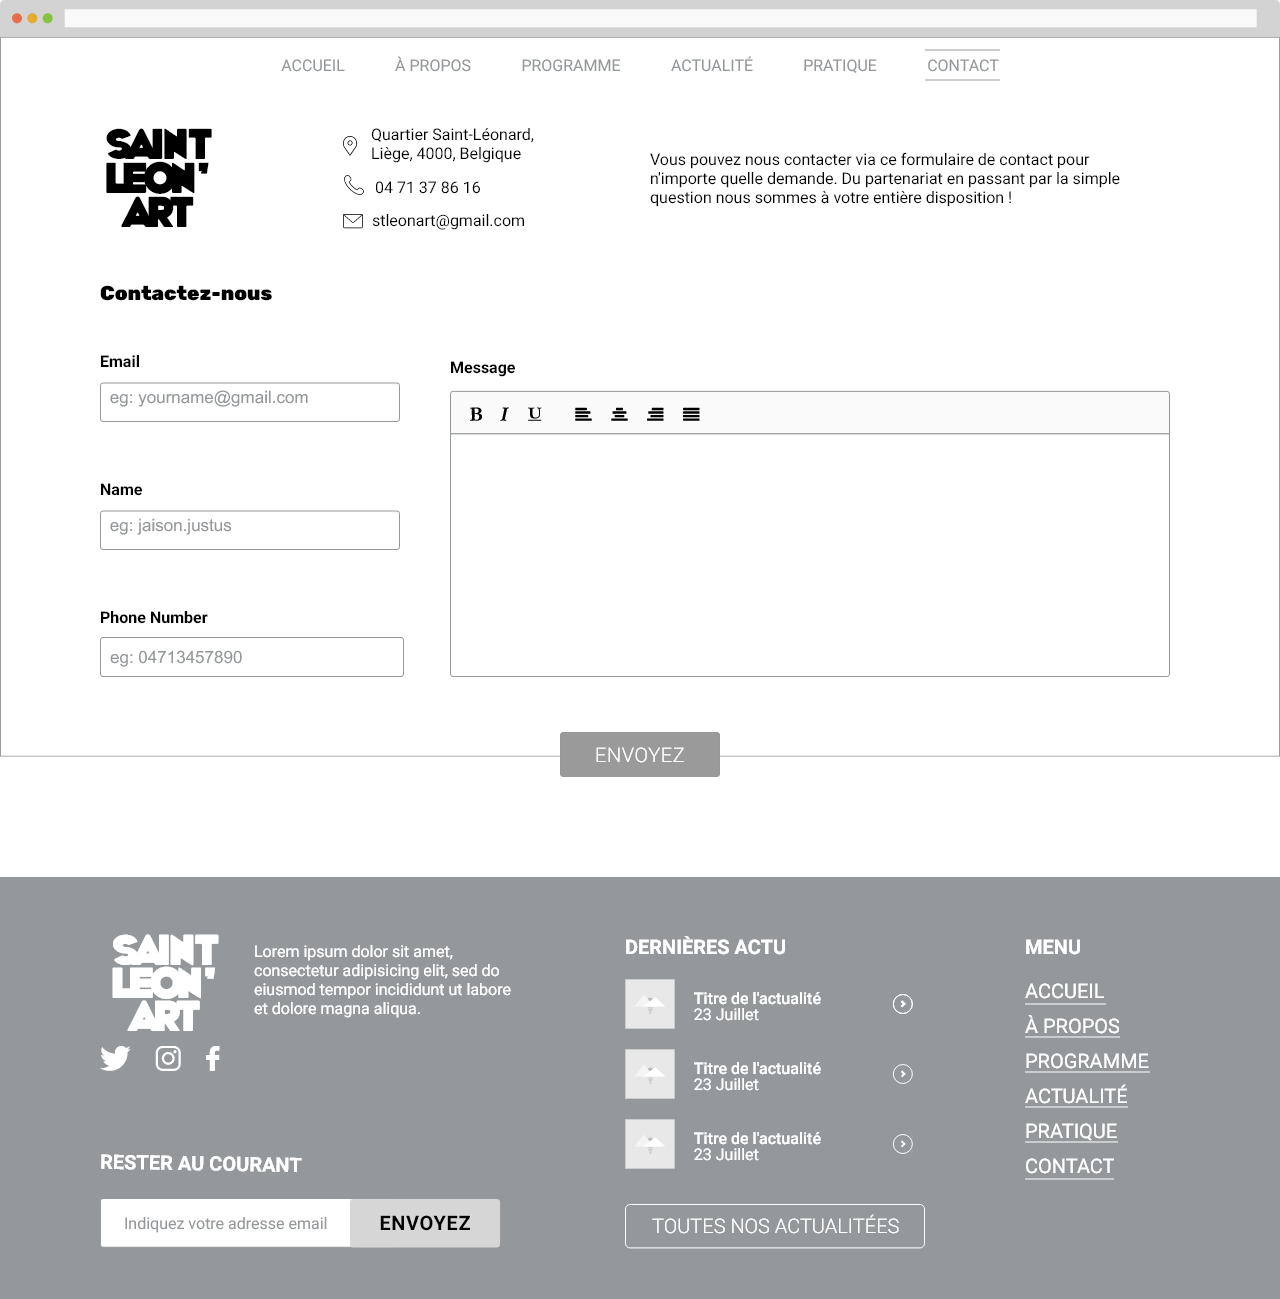 ACCUEIL À PROPOS PROGRAMME ACTUALITÉ PRATIQUE CONTACT
SAINT
LEON'
ART
Quartier Saint-Léonard,
Liège, 4000, Belgique
04 71 37 86 16
stleonart@gmail.com
Vous pouvez nous contacter via ce formulaire de contact pour
n'importe quelle demande. Du partenariat en passant par la simple
question nous sommes à votre entière disposition !
Contactez-nous
Email
eg: yourname@gmail.com
Name
eg: jaison.justus
Phone Number
eg: 04713457890
Message
B I U
ENVOYEZ
SAINT
LEON'
ART
Lorem ipsum dolor sit amet,
consectetur adipisicing elit, sed do
eiusmod tempor incididunt ut labore
et dolore magna aliqua.
RESTER AU COURANT
Indiquez votre adresse email
ENVOYEZ
DERNIÈRES ACTU
Titre de l'actualité
23 Juillet
Titre de l'actualité
23 Juillet
Titre de l'actualité
23 Juillet
TOUTES NOS ACTUALITÉES
MENU
ACCUEIL
À PROPOS
PROGRAMME
ACTUALITÉ
PRATIQUE
CONTACT